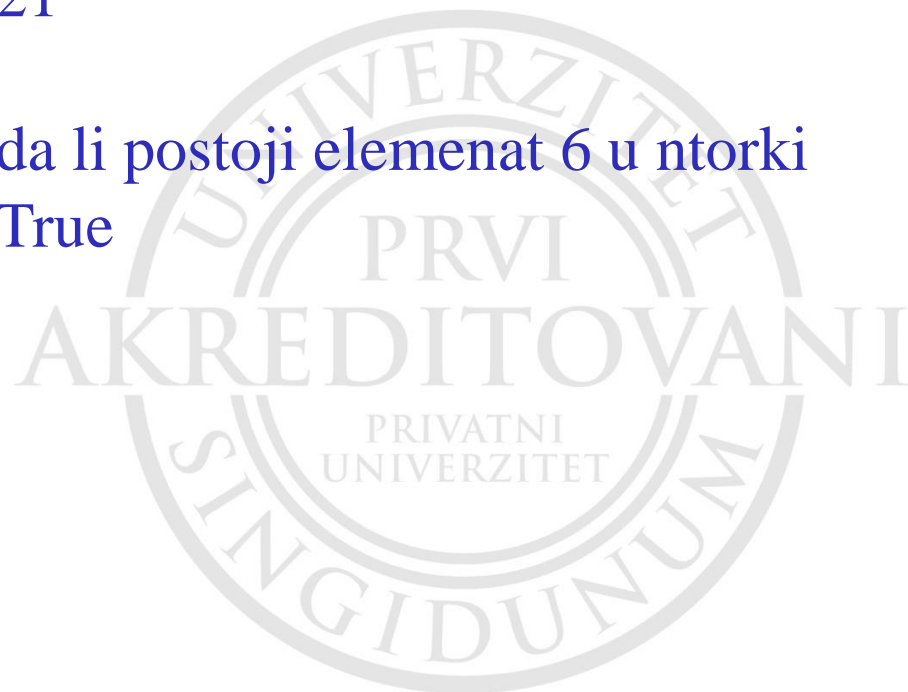 21
da li postoji elemenat 6 u ntorki
True
UNIVERZITET
PRVI
AKREDITOVANI
PRIVATNI
UNIVERZITET
SINGIDUNUM